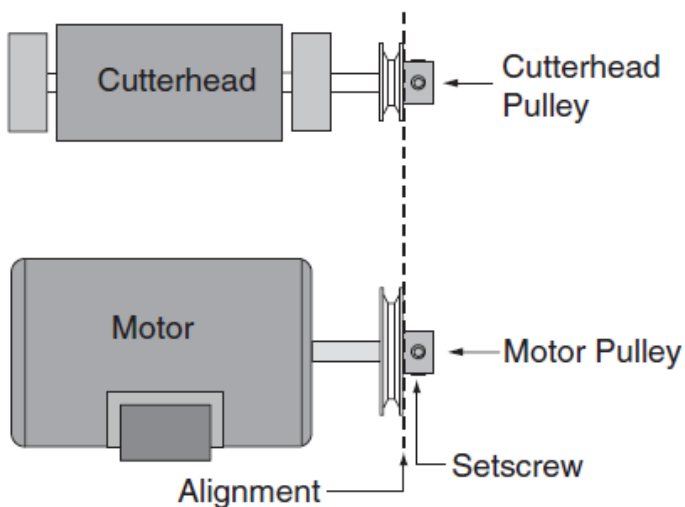 Cutterhead
Cutterhead
Pulley
Motor
Motor Pulley
Setscrew
Alignment